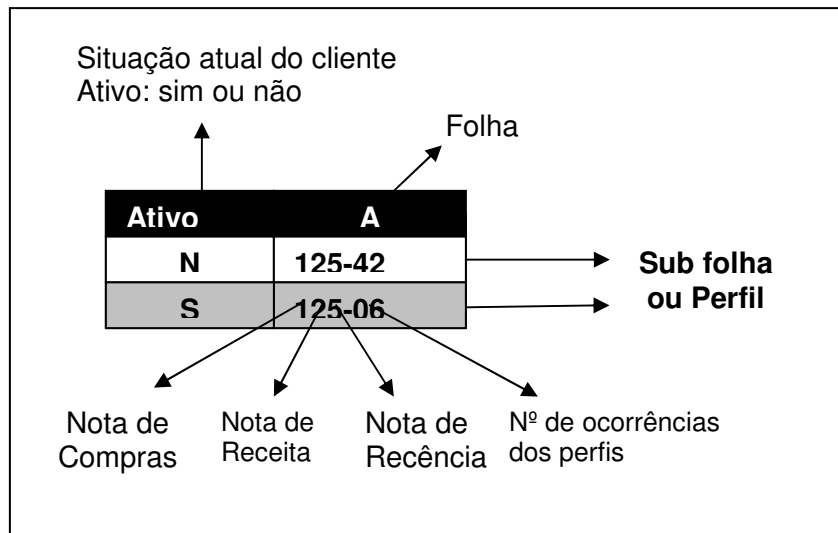 Situação atual do cliente
Ativo: sim ou não
Folha
Ativo A
N 125-42
S 125-06
Sub folha
ou Perfil
Nota de
Compras
Nota de
Receita
Nota de
Recência
Nº de ocorrências
dos perfis